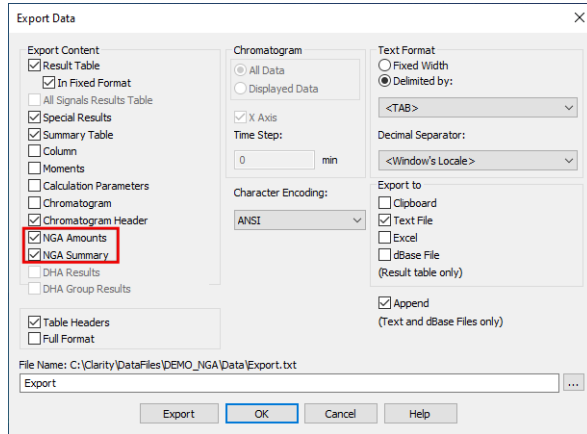 Export Data
Export Content
Result Table
In Fixed Format
All Signals Results Table
Special Results
Summary Table
Column
Moments
Calculation Parameters
Chromatogram
Chromatogram Header
NGA Amounts
NGA Summary
DHA Results
DHA Group Results
Table Headers
Full Format
Chromatogram
All Data
Displayed Data
X Axis
Time Step:
0 min
Character Encoding:
ANSI
Text Format
Fixed Width
Delimited by:
<TAB>
Decimal Separator:
<Window's Locale>
Export to
Clipboard
Text File
Excel
dBase File
(Result table only)
Append
(Text and dBase Files only)
File Name: C:\Clarity\DataFiles\DEMO_NGA\Data\Export.txt
Export
...
Export OK Cancel Help